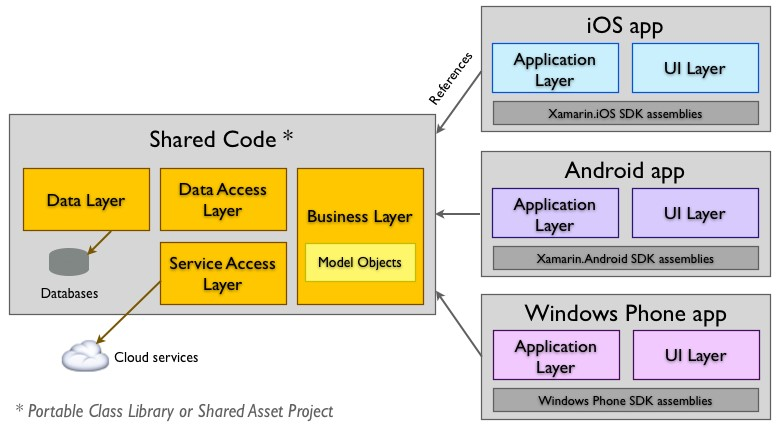 iOS app
Application
Layer
UI Layer
Xamarin.iOS SDK assemblies
References
Shared Code *
Data Layer
Data Access
Layer
Business Layer
Model Objects
Service Access
Layer
Databases
Cloud services
Android app
Application
Layer
UI Layer
Xamarin.Android SDK assemblies
Windows Phone app
Application
Layer
UI Layer
Windows Phone SDK assemblies
* Portable Class Library or Shared Asset Project